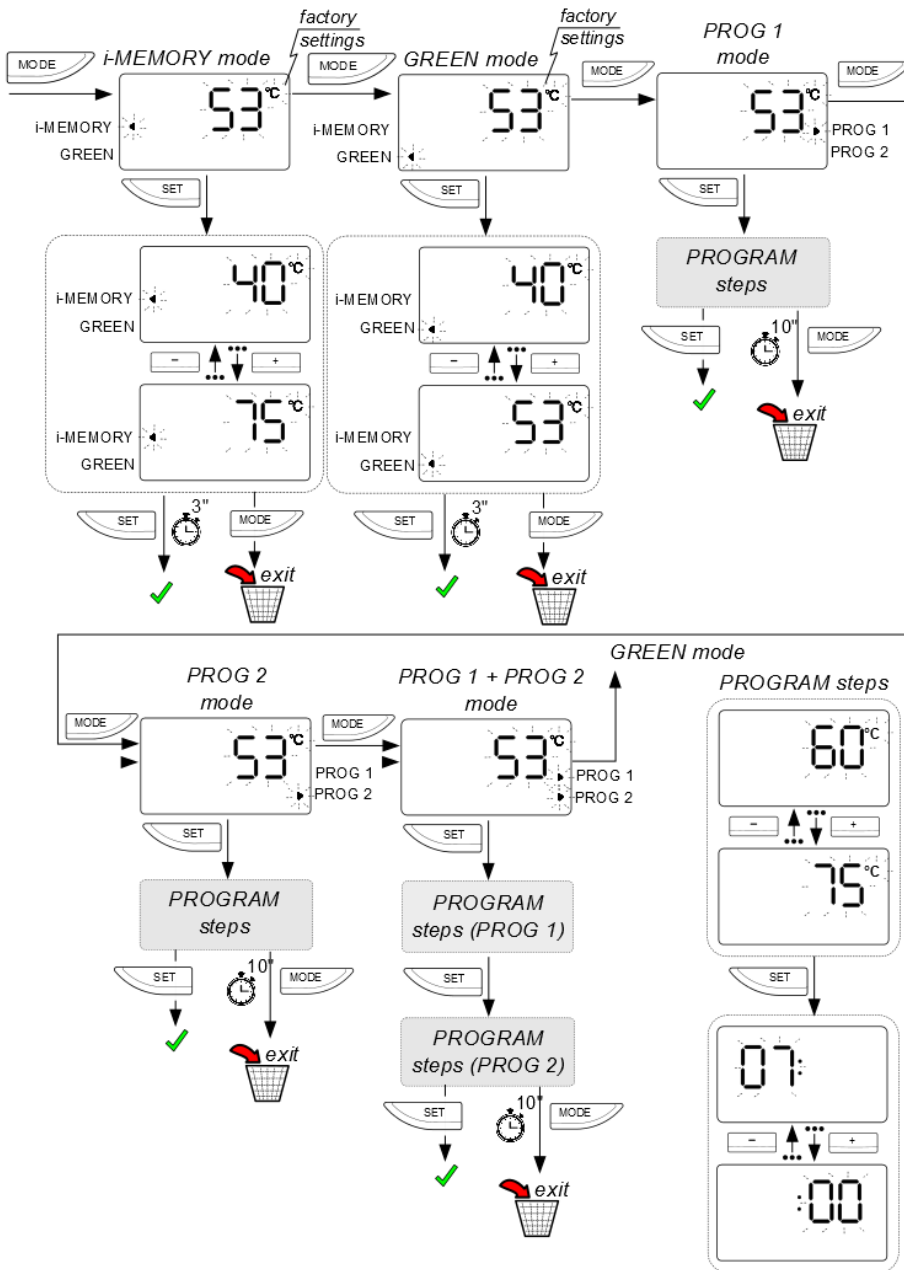 factory
settings
factory
settings
PROG 1
mode
i-MEMORY mode
GREEN mode
MODE
MODE
MODE
MODE
53°C
i-MEMORY
GREEN
53°C
i-MEMORY
GREEN
53°C
PROG 1
PROG 2
SET
SET
SET
40°C
i-MEMORY
GREEN
- +
75°C
i-MEMORY
GREEN
40°C
i-MEMORY
GREEN
- +
53°C
i-MEMORY
GREEN
PROGRAM
steps
SET
10"
MODE
exit
SET
3"
MODE
exit
SET
3"
MODE
exit
PROG 2
mode
PROG 1 + PROG 2
mode
GREEN mode
MODE
53°C
PROG 1
PROG 2
MODE
53°C
PROG 1
PROG 2
SET
SET
PROGRAM
steps
SET
10"
MODE
exit
PROGRAM
steps (PROG 1)
SET
PROGRAM
steps (PROG 2)
SET
10"
MODE
exit
PROGRAM steps
60°C
- +
75°C
SET
07:
- +
:00